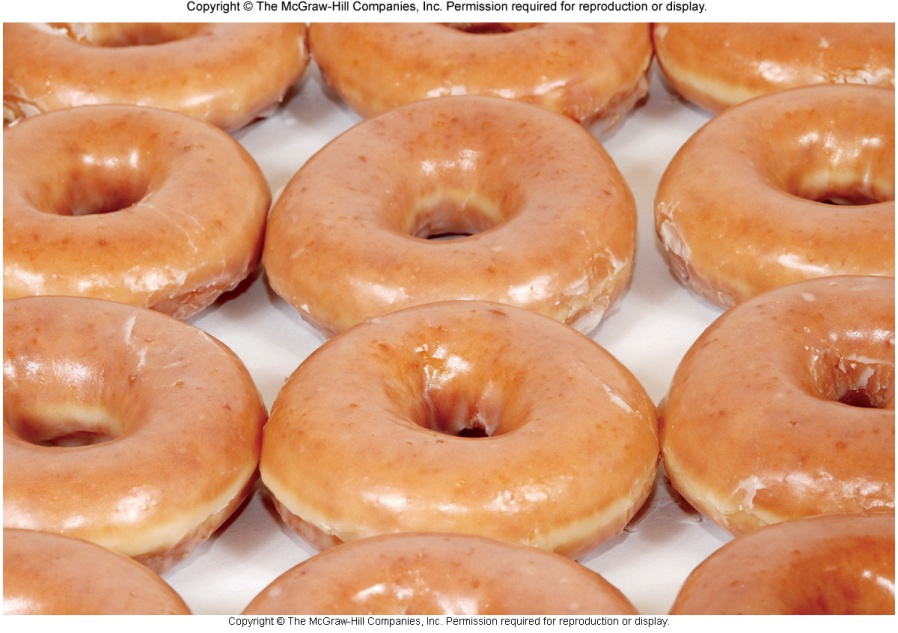 Copyright © The McGraw-Hill Companies, Inc. Permission required for reproduction or display.
Copyright © The McGraw-Hill Companies, Inc. Permission required for reproduction or display.